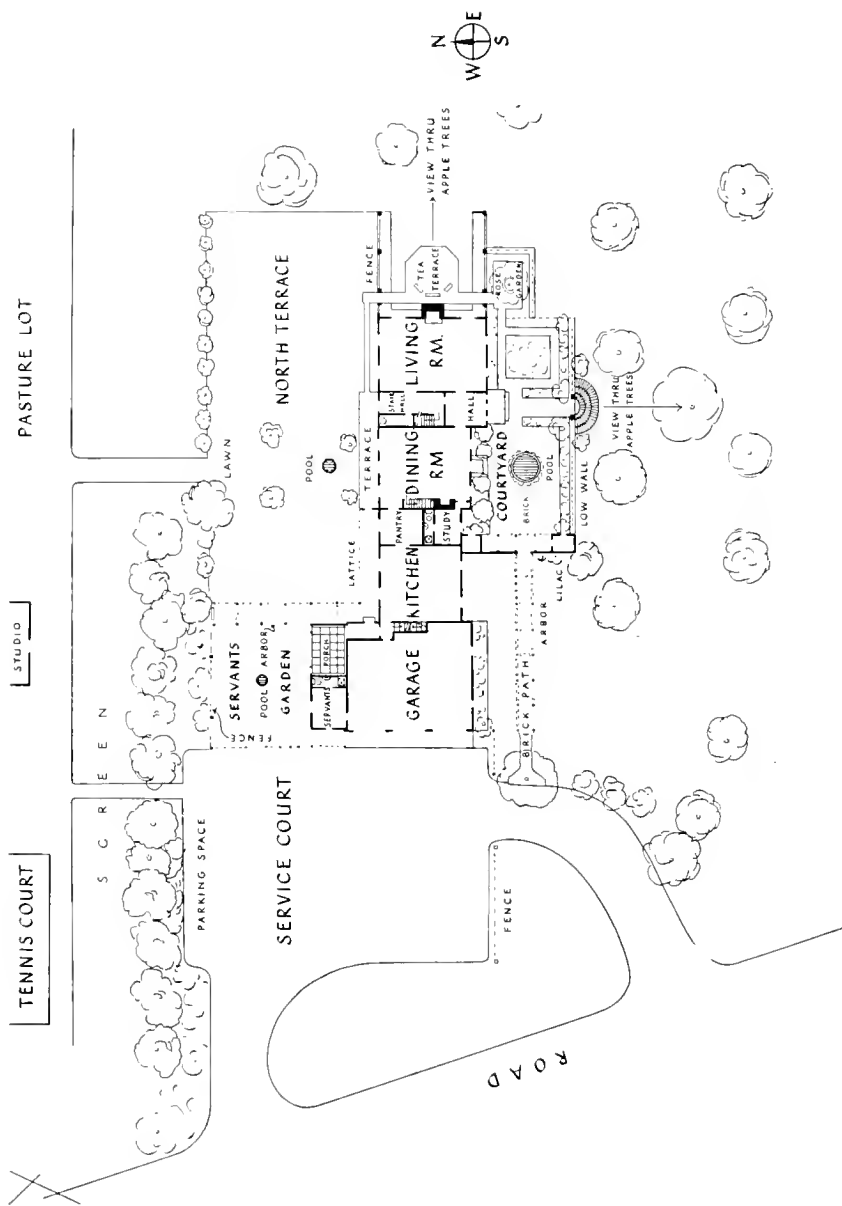 PASTURE LOT
STUDIO
TENNIS COURT
SCREEN
PARKING SPACE
SERVICE COURT
FENCE
ROAD
N
E
S
W
LAWN
NORTH TERRACE
POOL
TERRACE
FENCE
LATTICE
SERVANTS
POOL ARBOR
GARDEN
FENCE
SERVANTS
PORCH
GARAGE
KITCHEN
PANTRY
STUDY
DINING
RM
STAIR
HALL
HALL
LIVING
RM.
TEA
TERRACE
VIEW THRU
APPLE TREES
ROSE
GARDEN
COURTYARD
BRICK
POOL
LOW WALL
VIEW THRU
APPLE TREES
LILAC
ARBOR
BRICK PATH